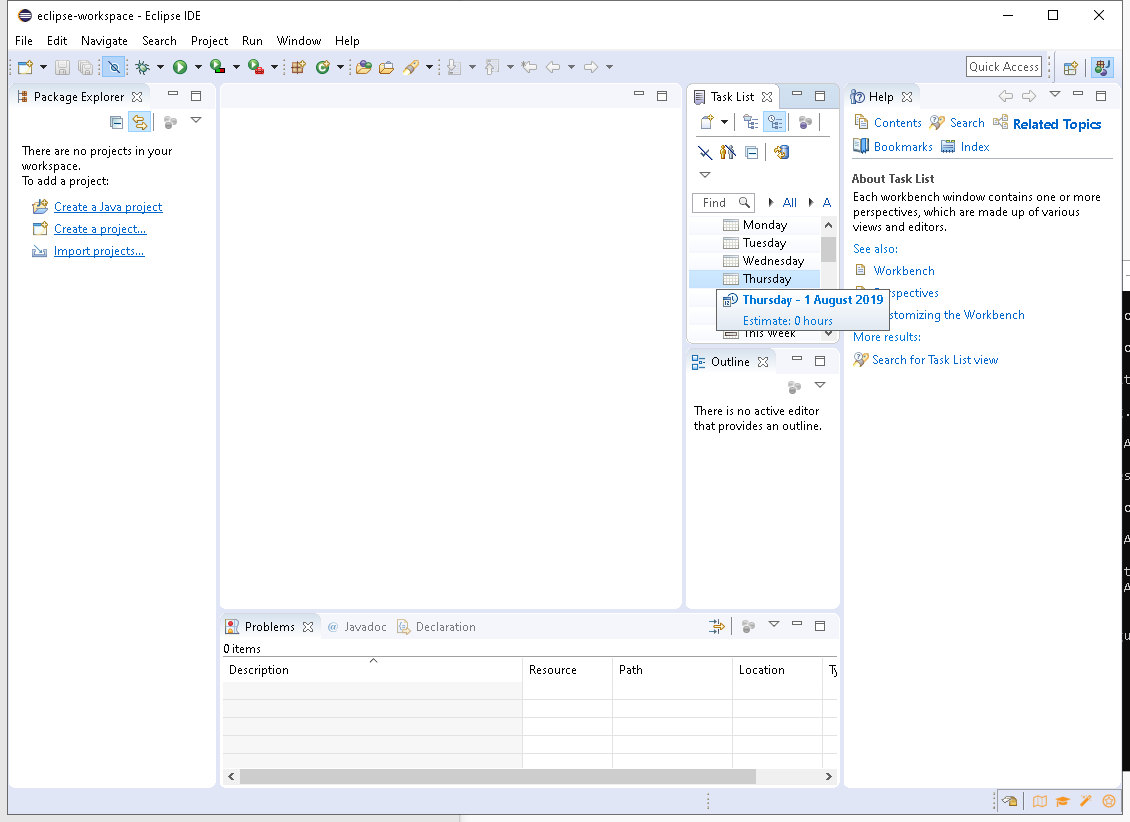 eclipse-workspace - Eclipse IDE
File Edit Navigate Search Project Run Window Help
Quick Access
Package Explorer
There are no projects in your
workspace.
To add a project:
Create a Java project
Create a project...
Import projects...
Task List
Find
All
A
Monday
Tuesday
Wednesday
Thursday
Thursday - 1 August 2019
Estimate: 0 hours
This Week
Outline
There is no active editor
that provides an outline.
Help
Contents Search Related Topics
Bookmarks Index
About Task List
Each workbench window contains one or more
perspectives, which are made up of various
views and editors.
See also:
Workbench
spectives
stomizing the Workbench
More results:
Search for Task List view
Problems @ Javadoc Declaration
0 items
Description Resource Path Location Ty